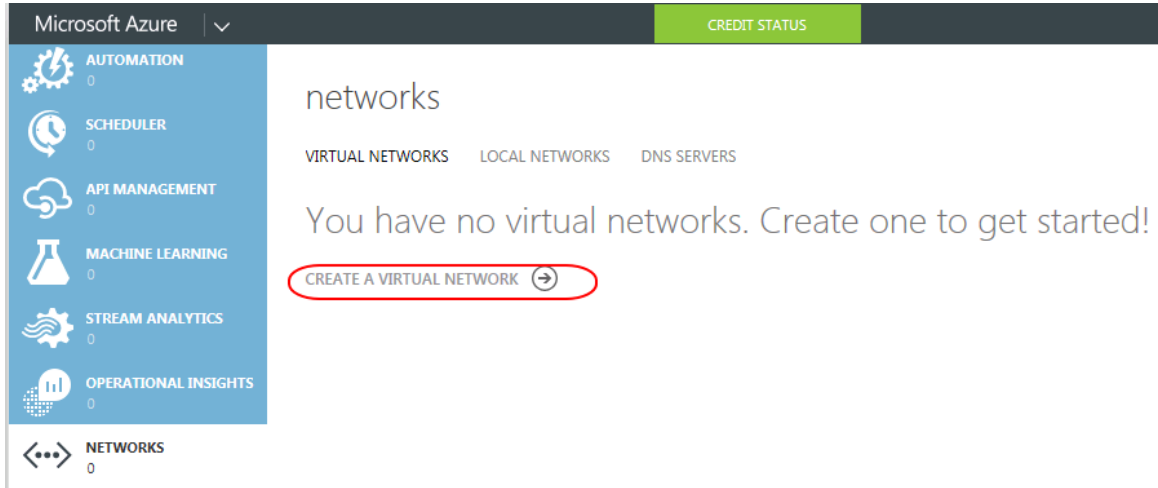 Microsoft Azure
CREDIT STATUS
AUTOMATION
0
SCHEDULER
0
API MANAGEMENT
0
MACHINE LEARNING
0
STREAM ANALYTICS
0
OPERATIONAL INSIGHTS
0
NETWORKS
0
networks
VIRTUAL NETWORKS LOCAL NETWORKS DNS SERVERS
You have no virtual networks. Create one to get started!
CREATE A VIRTUAL NETWORK